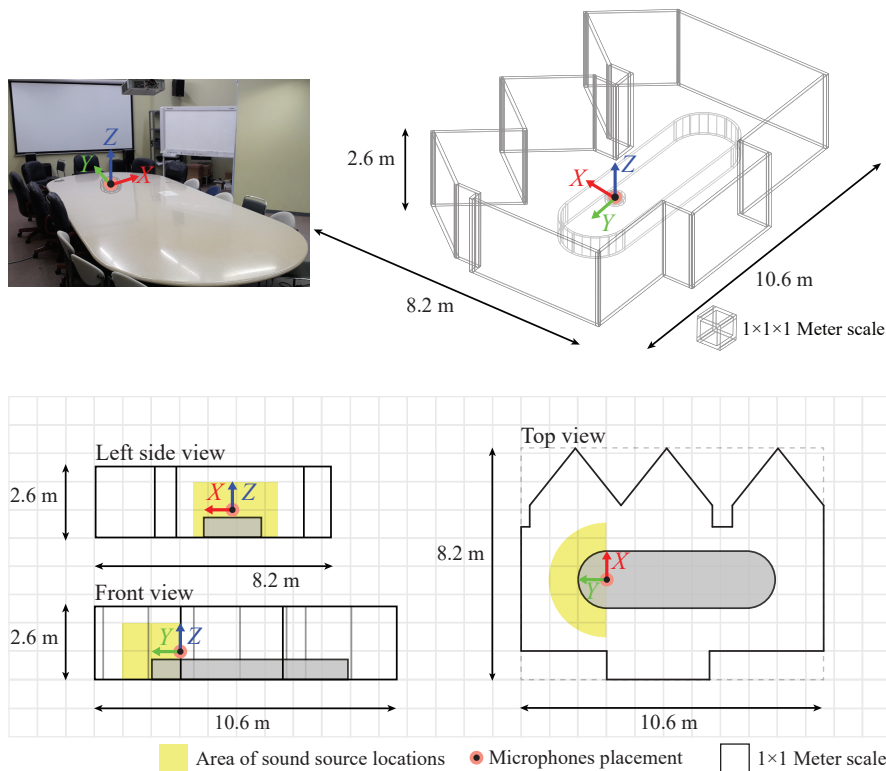 Z
Y
X
2.6 m
X
Z
Y
8.2 m
10.6 m
1×1×1 Meter scale
Left side view
2.6 m
X
Z
8.2 m
Front view
2.6 m
Y
Z
10.6 m
Top view
8.2 m
X
Y
10.6 m
Area of sound source locations
Microphones placement
1×1 Meter scale